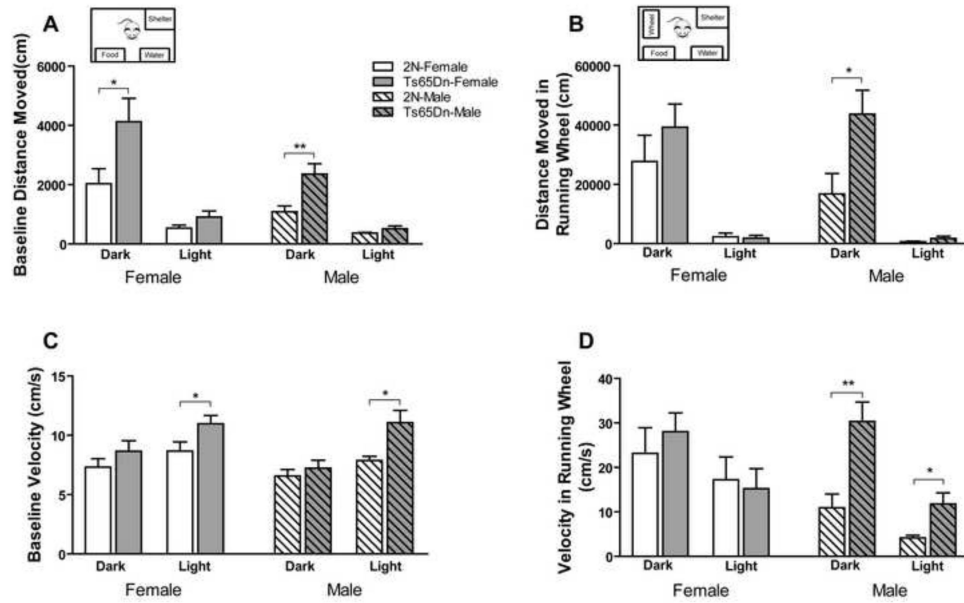 A
Shelter
Food
Water
Baseline Distance Moved(cm)
6000
4000
2000
0
*
**
2N-Female
Ts65Dn-Female
2N-Male
Ts65Dn-Male
Dark
Light
Dark
Light
Female
Male
B
Wheel
Shelter
Food
Water
Distance Moved in
Running Wheel (cm)
60000
40000
20000
0
*
Dark
Light
Dark
Light
Female
Male
C
Baseline Velocity (cm/s)
15
10
5
0
*
*
Dark
Light
Dark
Light
Female
Male
D
Velocity in Running Wheel
(cm/s)
40
30
20
10
0
**
*
Dark
Light
Dark
Light
Female
Male